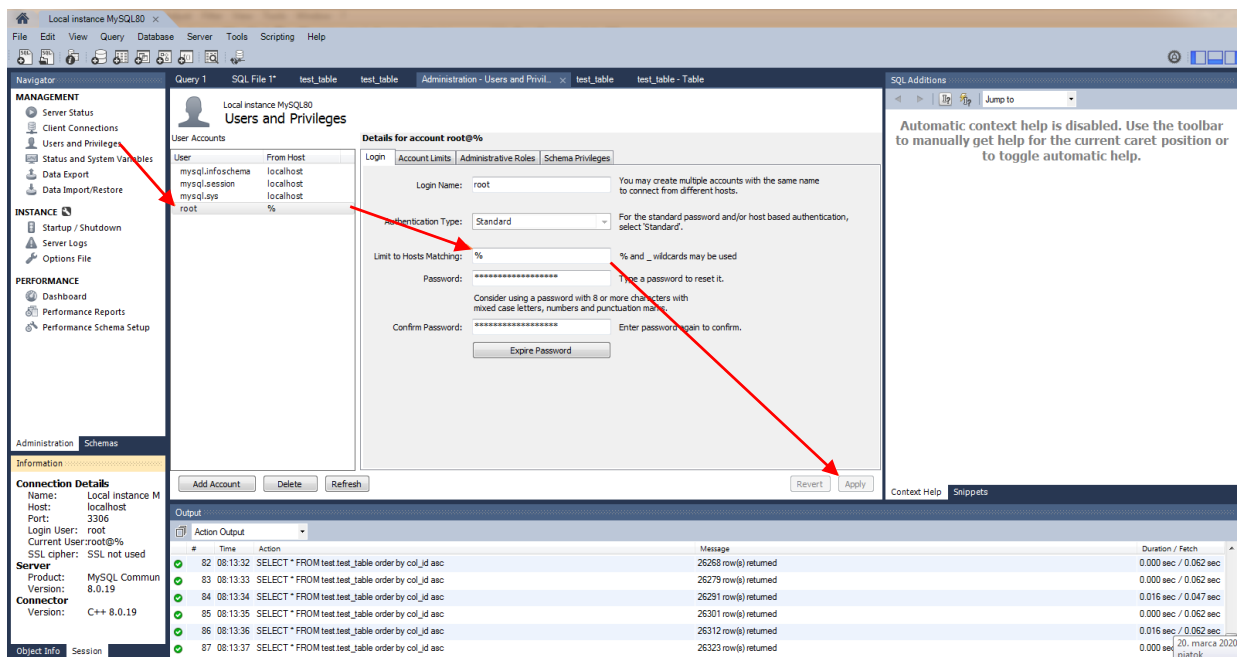 Local instance MySQL80 ×
File Edit View Query Database Server Tools Scripting Help
Navigator
MANAGEMENT
Server Status
Client Connections
Users and Privileges
Status and System Variables
Data Export
Data Import/Restore
INSTANCE
Startup / Shutdown
Server Logs
Options File
PERFORMANCE
Dashboard
Performance Reports
Performance Schema Setup
Administration Schemas
Information
Connection Details
Name: Local instance M
Host: localhost
Port: 3306
Login User: root
Current User:root@%
SSL cipher: SSL not used
Server
Product: MySQL Commun
Version: 8.0.19
Connector
Version: C++ 8.0.19
Object Info Session
Query 1 SQL File 1* test_table test_table Administration - Users and Privil... × test_table test_table - Table
Local instance MySQL80
Users and Privileges
User Accounts
User From Host
mysql.infoschema localhost
mysql.session localhost
mysql.sys localhost
root %
Add Account Delete Refresh
Details for account root@%
Login Account Limits Administrative Roles Schema Privileges
Login Name: root You may create multiple accounts with the same name
to connect from different hosts.
Authentication Type: Standard For the standard password and/or host based authentication,
select 'Standard'.
Limit to Hosts Matching: % % and _ wildcards may be used
Password: ****************** Type a password to reset it.
Consider using a password with 8 or more characters with
mixed case letters, numbers and punctuation marks.
Confirm Password: ****************** Enter password again to confirm.
Expire Password
Revert Apply
SQL Additions
Jump to
Automatic context help is disabled. Use the toolbar
to manually get help for the current caret position or
to toggle automatic help.
Context Help Snippets
Output
Action Output
# Time Action Message Duration / Fetch
82 08:13:32 SELECT * FROM test.test_table order by col_id asc 26268 row(s) returned 0.000 sec / 0.062 sec
83 08:13:33 SELECT * FROM test.test_table order by col_id asc 26279 row(s) returned 0.000 sec / 0.062 sec
84 08:13:34 SELECT * FROM test.test_table order by col_id asc 26291 row(s) returned 0.016 sec / 0.047 sec
85 08:13:35 SELECT * FROM test.test_table order by col_id asc 26301 row(s) returned 0.000 sec / 0.062 sec
86 08:13:36 SELECT * FROM test.test_table order by col_id asc 26312 row(s) returned 0.016 sec / 0.062 sec
87 08:13:37 SELECT * FROM test.test_table order by col_id asc 26323 row(s) returned 0.000 sec
20. marca 2020
piatok